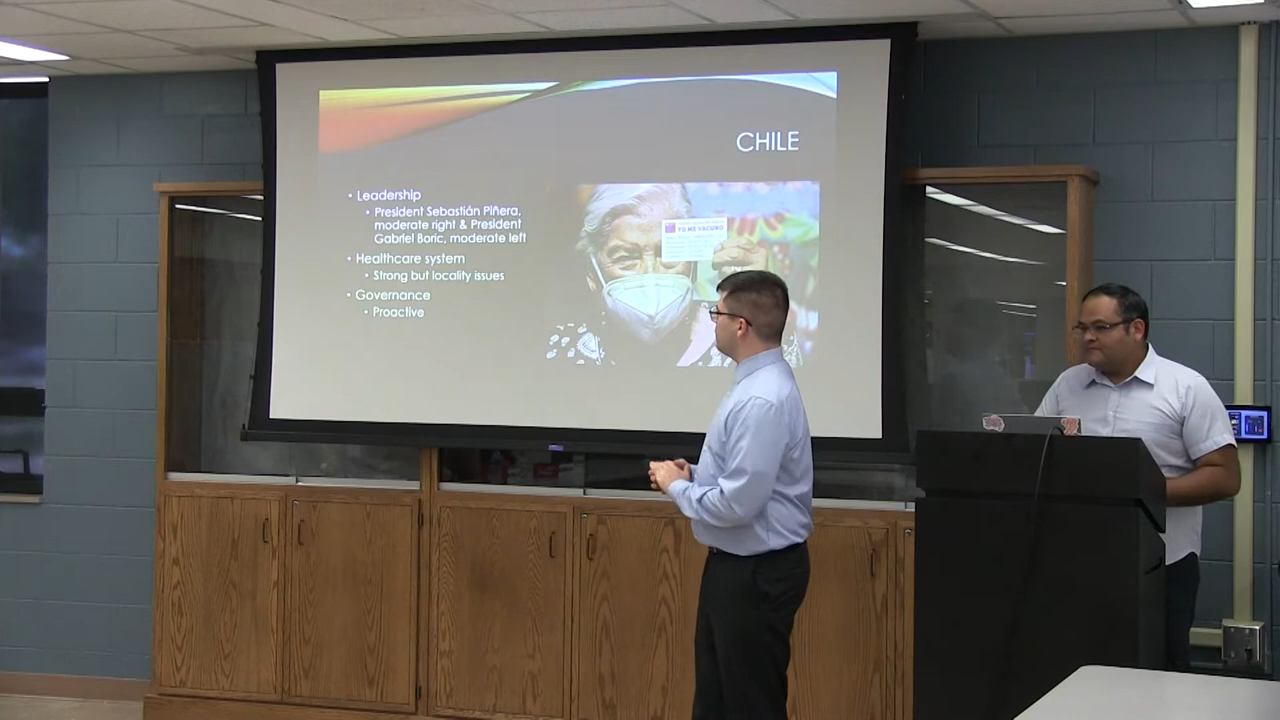 CHILE
• Leadership
• President Sebastián Piñera,
moderate right & President
Gabriel Boric, moderate left
• Healthcare system
• Strong but locality issues
• Governance
• Proactive
YO ME VACUNO